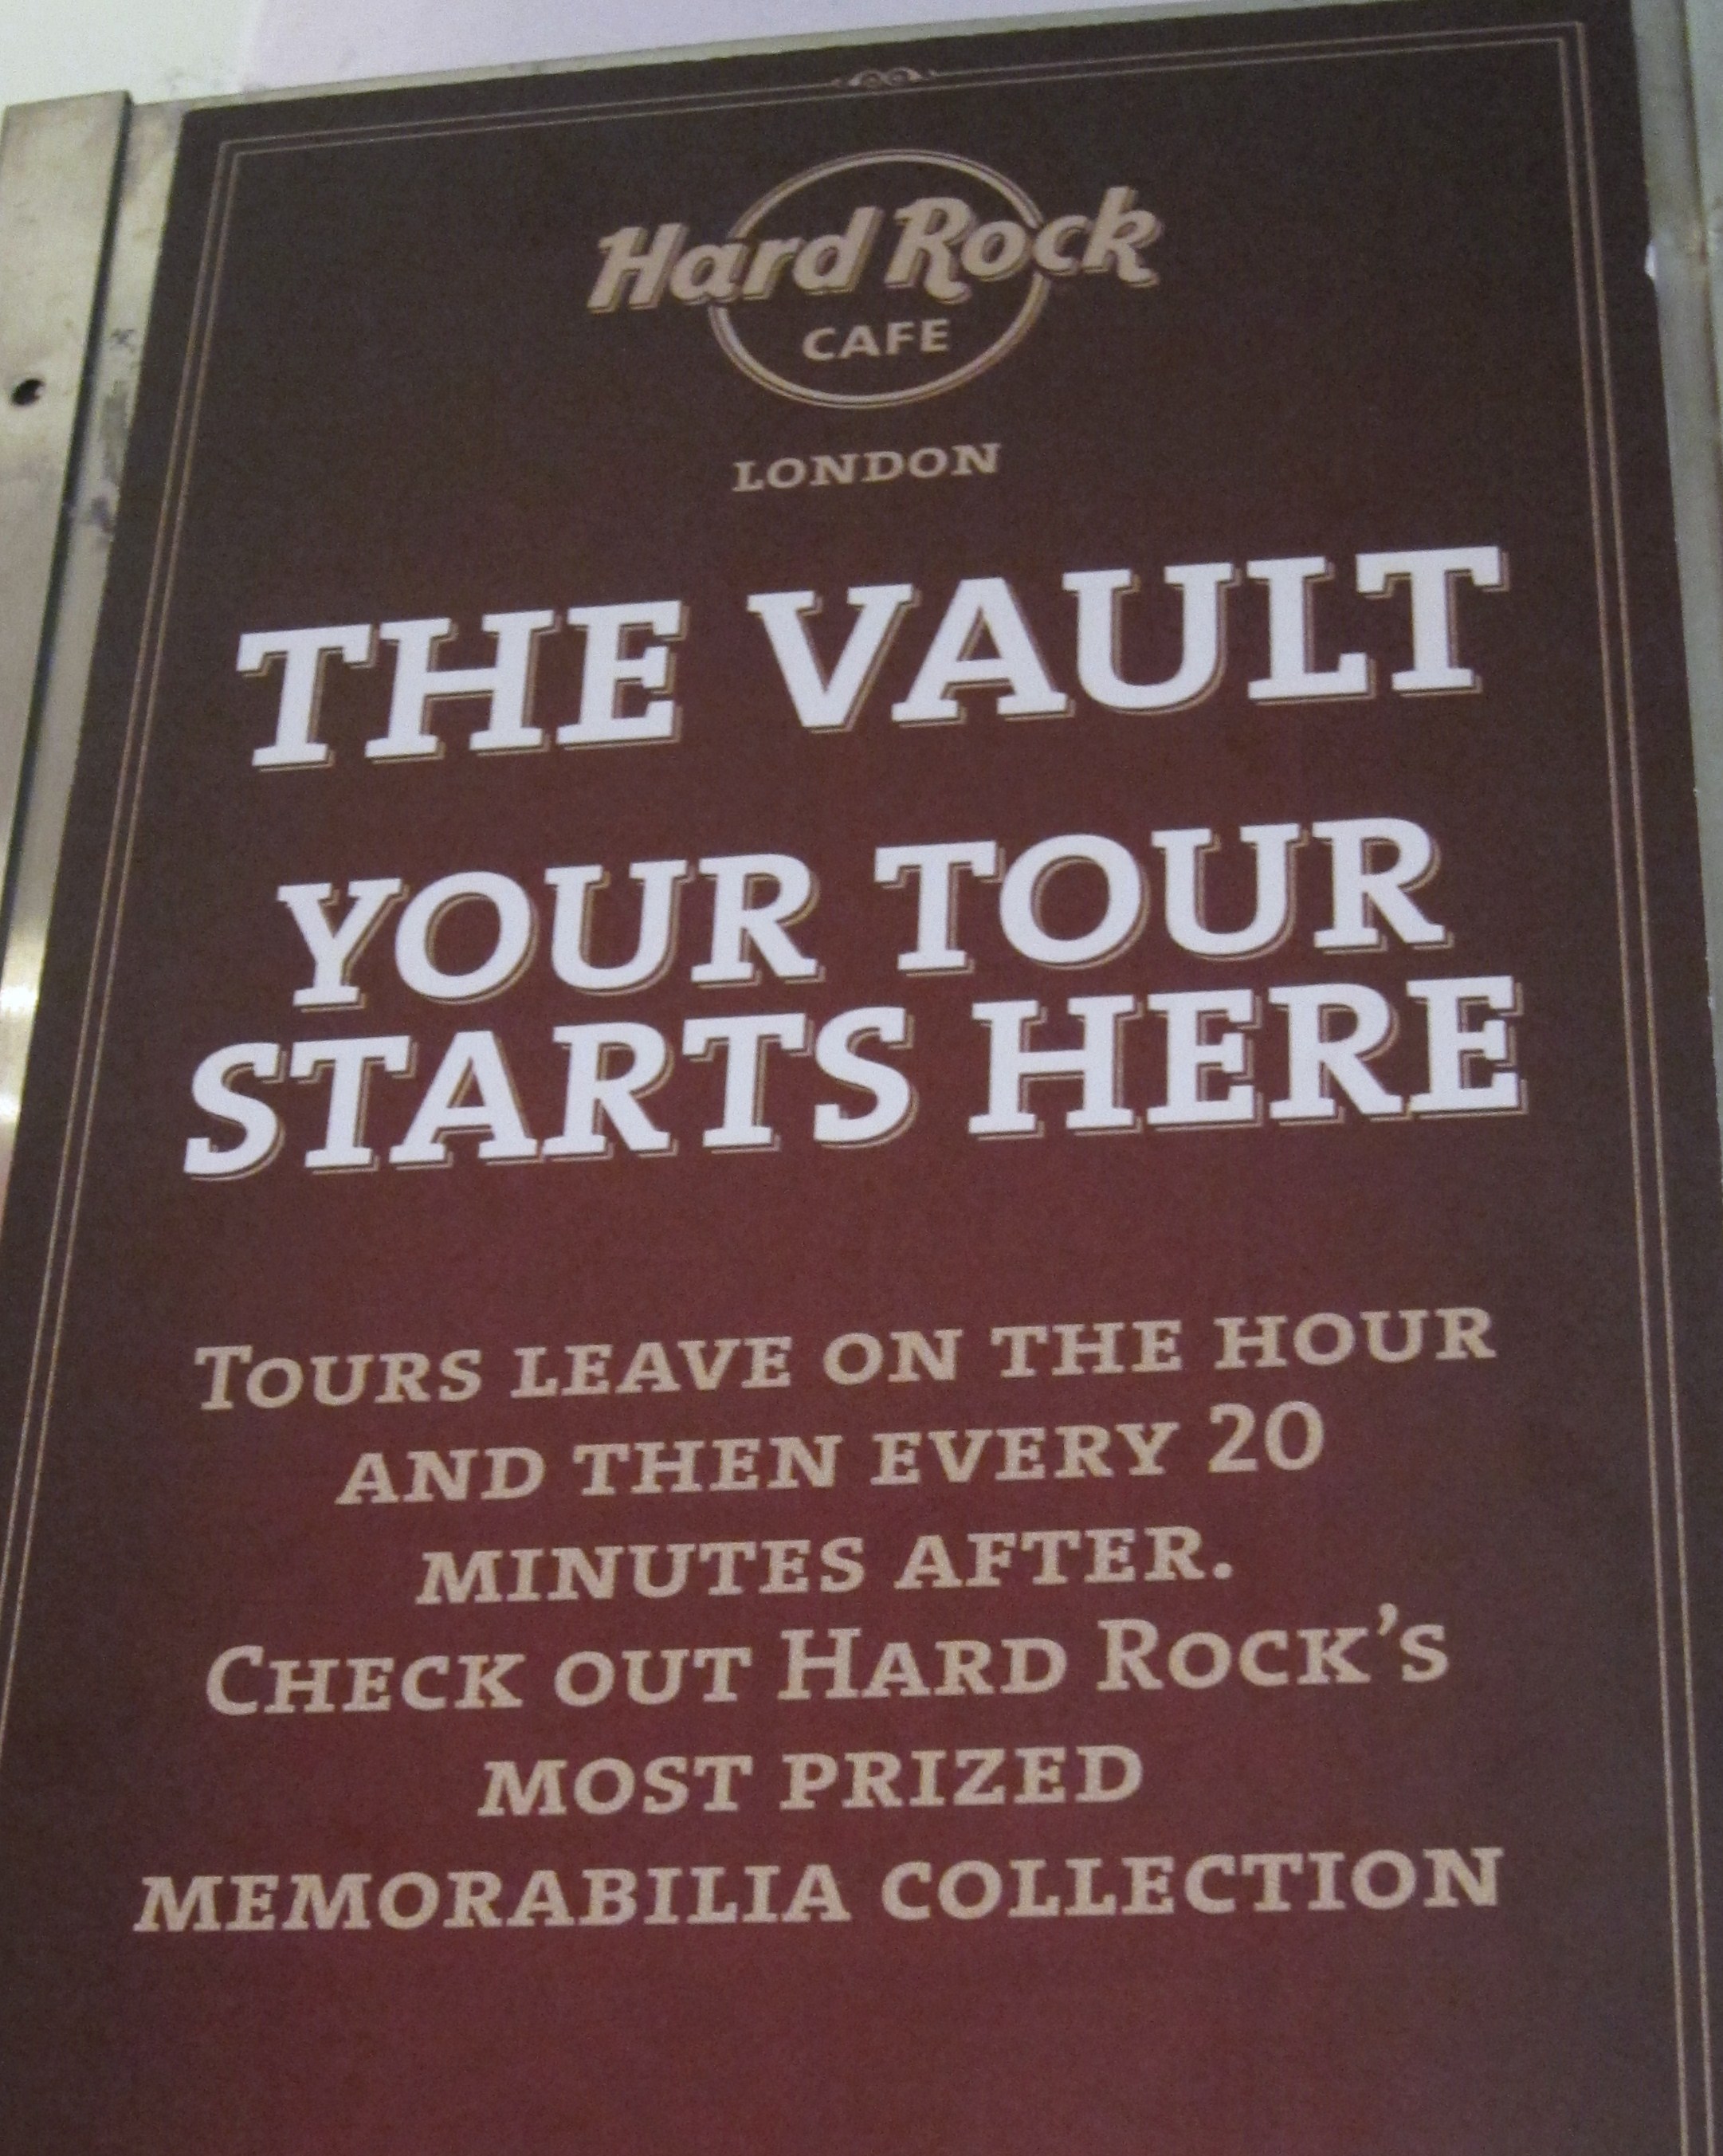 Hard Rock
CAFE
LONDON
THE VAULT
YOUR TOUR
STARTS HERE
TOURS LEAVE ON THE HOUR
AND THEN EVERY 20
MINUTES AFTER.
CHECK OUT HARD ROCK'S
MOST PRIZED
MEMORABILIA COLLECTION